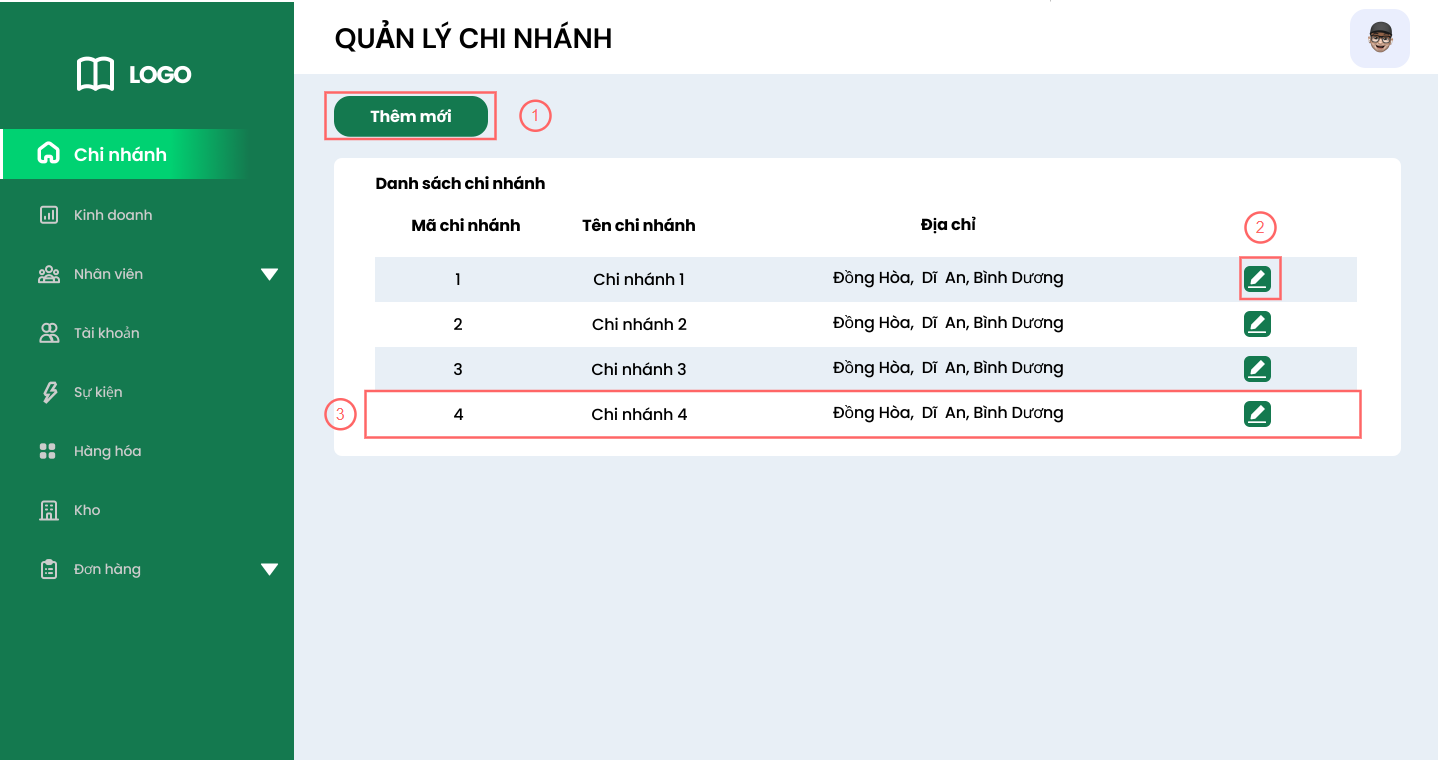 LOGO
Chi nhánh
Kinh doanh
Nhân viên
Tài khoản
Sự kiện
Hàng hóa
Kho
Đơn hàng
QUẢN LÝ CHI NHÁNH
Thêm mới 1
Danh sách chi nhánh
Mã chi nhánh Tên chi nhánh Địa chỉ 2
1 Chi nhánh 1 Đồng Hòa, Dĩ An, Bình Dương
2 Chi nhánh 2 Đồng Hòa, Dĩ An, Bình Dương
3 Chi nhánh 3 Đồng Hòa, Dĩ An, Bình Dương
3 4 Chi nhánh 4 Đồng Hòa, Dĩ An, Bình Dương